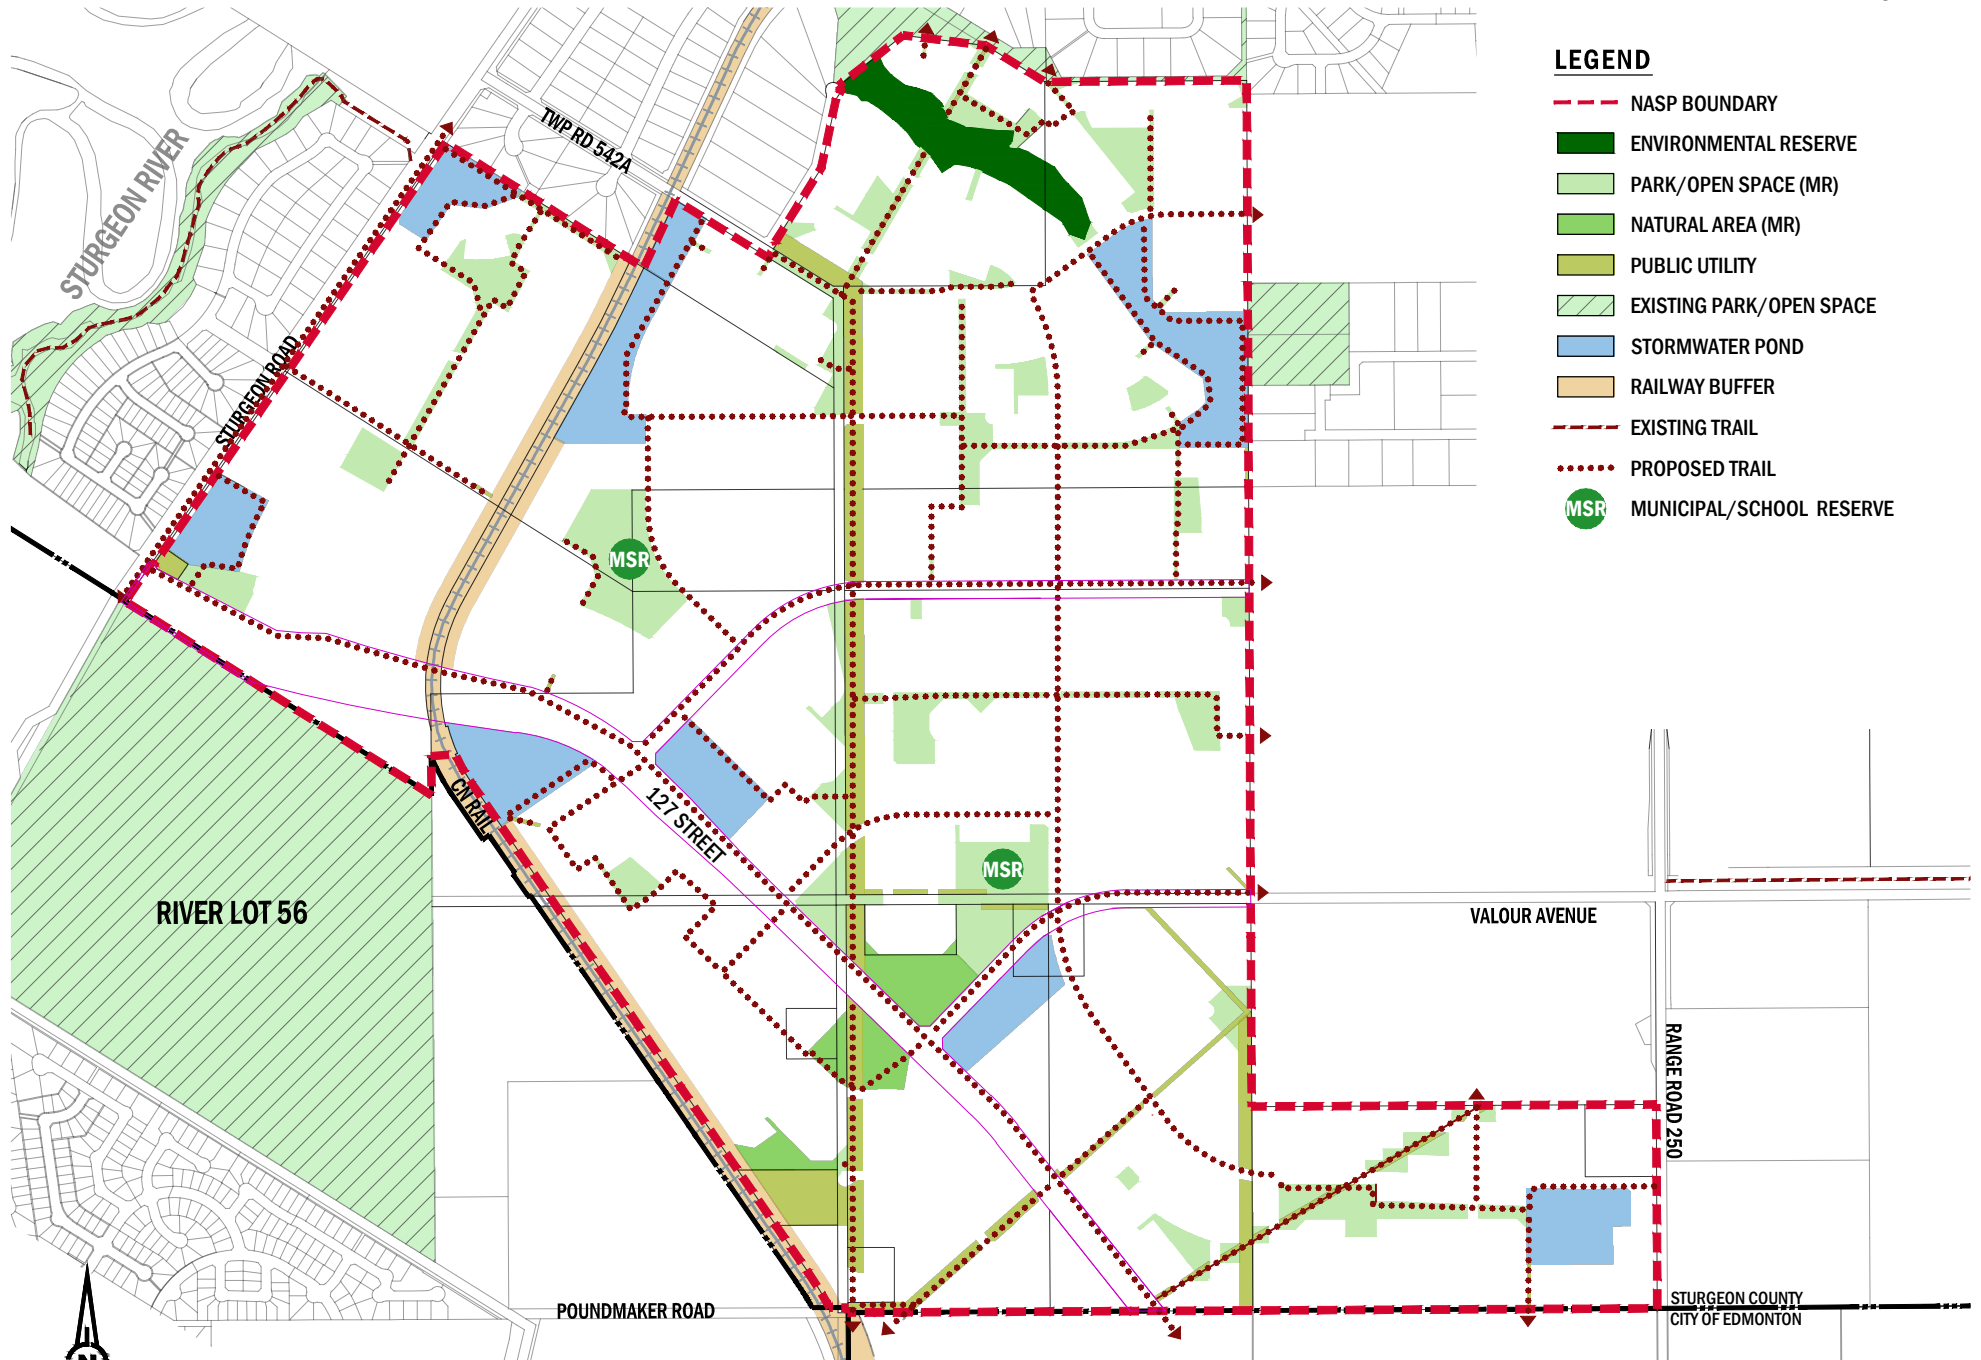 LEGEND
NASP BOUNDARY
ENVIRONMENTAL RESERVE
PARK/OPEN SPACE (MR)
NATURAL AREA (MR)
PUBLIC UTILITY
EXISTING PARK/OPEN SPACE
STORMWATER POND
RAILWAY BUFFER
EXISTING TRAIL
PROPOSED TRAIL
MSR MUNICIPAL/SCHOOL RESERVE
TWP RD 542A
STURGEON RIVER
STURGEON ROAD
MSR
CN RAIL
127 STREET
MSR
RIVER LOT 56
VALOUR AVENUE
RANGE ROAD 250
POUNDMAKER ROAD
STURGEON COUNTY
CITY OF EDMONTON
N